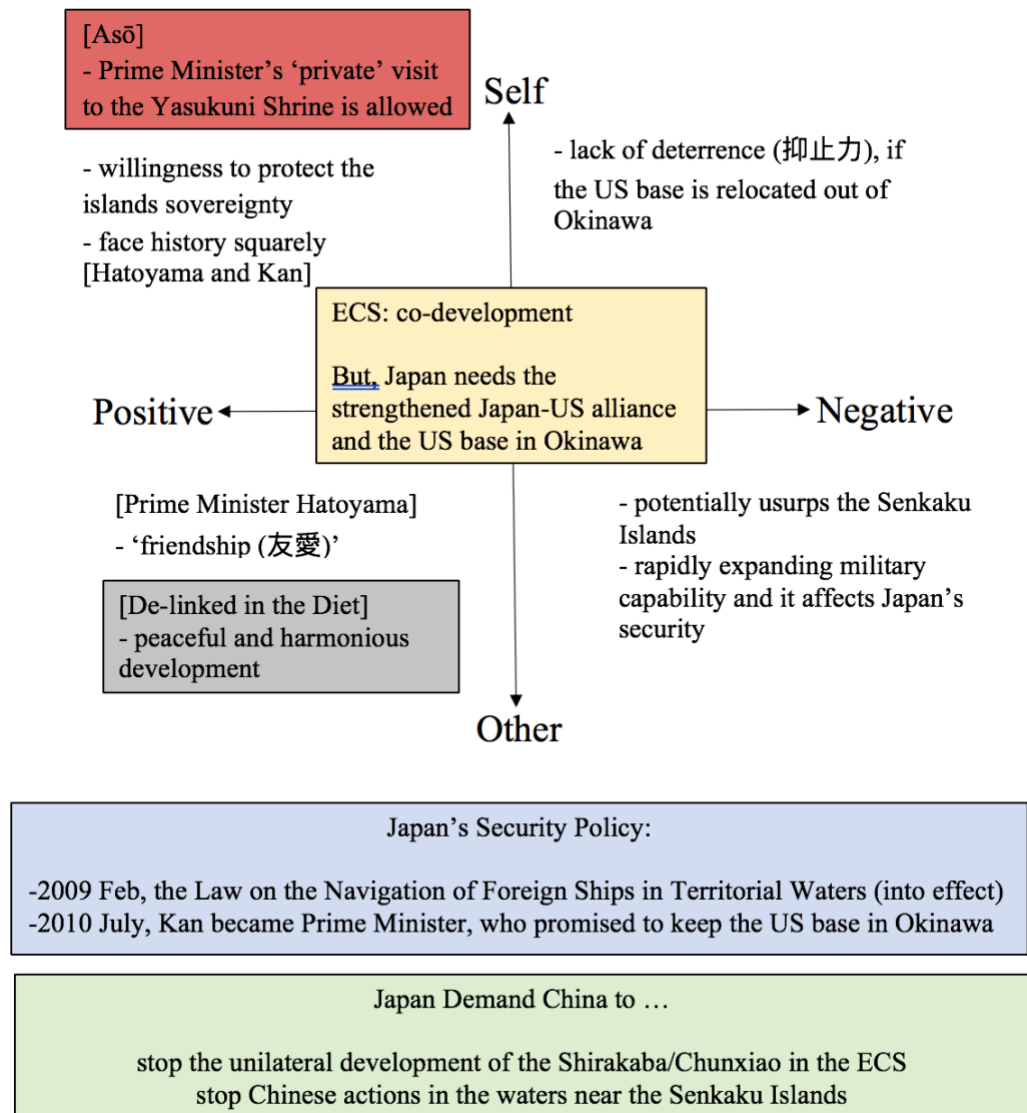 [Asō]
- Prime Minister's 'private' visit
to the Yasukuni Shrine is allowed
Self
- willingness to protect the
islands sovereignty
- face history squarely
[Hatoyama and Kan]
- lack of deterrence (抑止力), if
the US base is relocated out of
Okinawa
ECS: co-development
But, Japan needs the
strengthened Japan-US alliance
and the US base in Okinawa
Positive
Negative
[Prime Minister Hatoyama]
- 'friendship (友愛)'
[De-linked in the Diet]
- peaceful and harmonious
development
- potentially usurps the Senkaku
Islands
- rapidly expanding military
capability and it affects Japan's
security
Other
Japan's Security Policy:
-2009 Feb, the Law on the Navigation of Foreign Ships in Territorial Waters (into effect)
-2010 July, Kan became Prime Minister, who promised to keep the US base in Okinawa
Japan Demand China to …
stop the unilateral development of the Shirakaba/Chunxiao in the ECS
stop Chinese actions in the waters near the Senkaku Islands